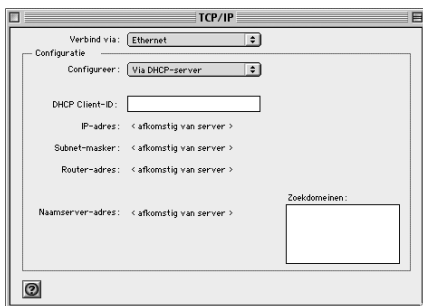 TCP/IP
Verbind via: Ethernet
Configuratie
Configureer: Via DHCP-server
DHCP Client-ID:
IP-adres: < afkomstig van server >
Subnet-masker: < afkomstig van server >
Router-adres: < afkomstig van server >
Naamserver-adres: < afkomstig van server >
Zoekdomeinen:
?